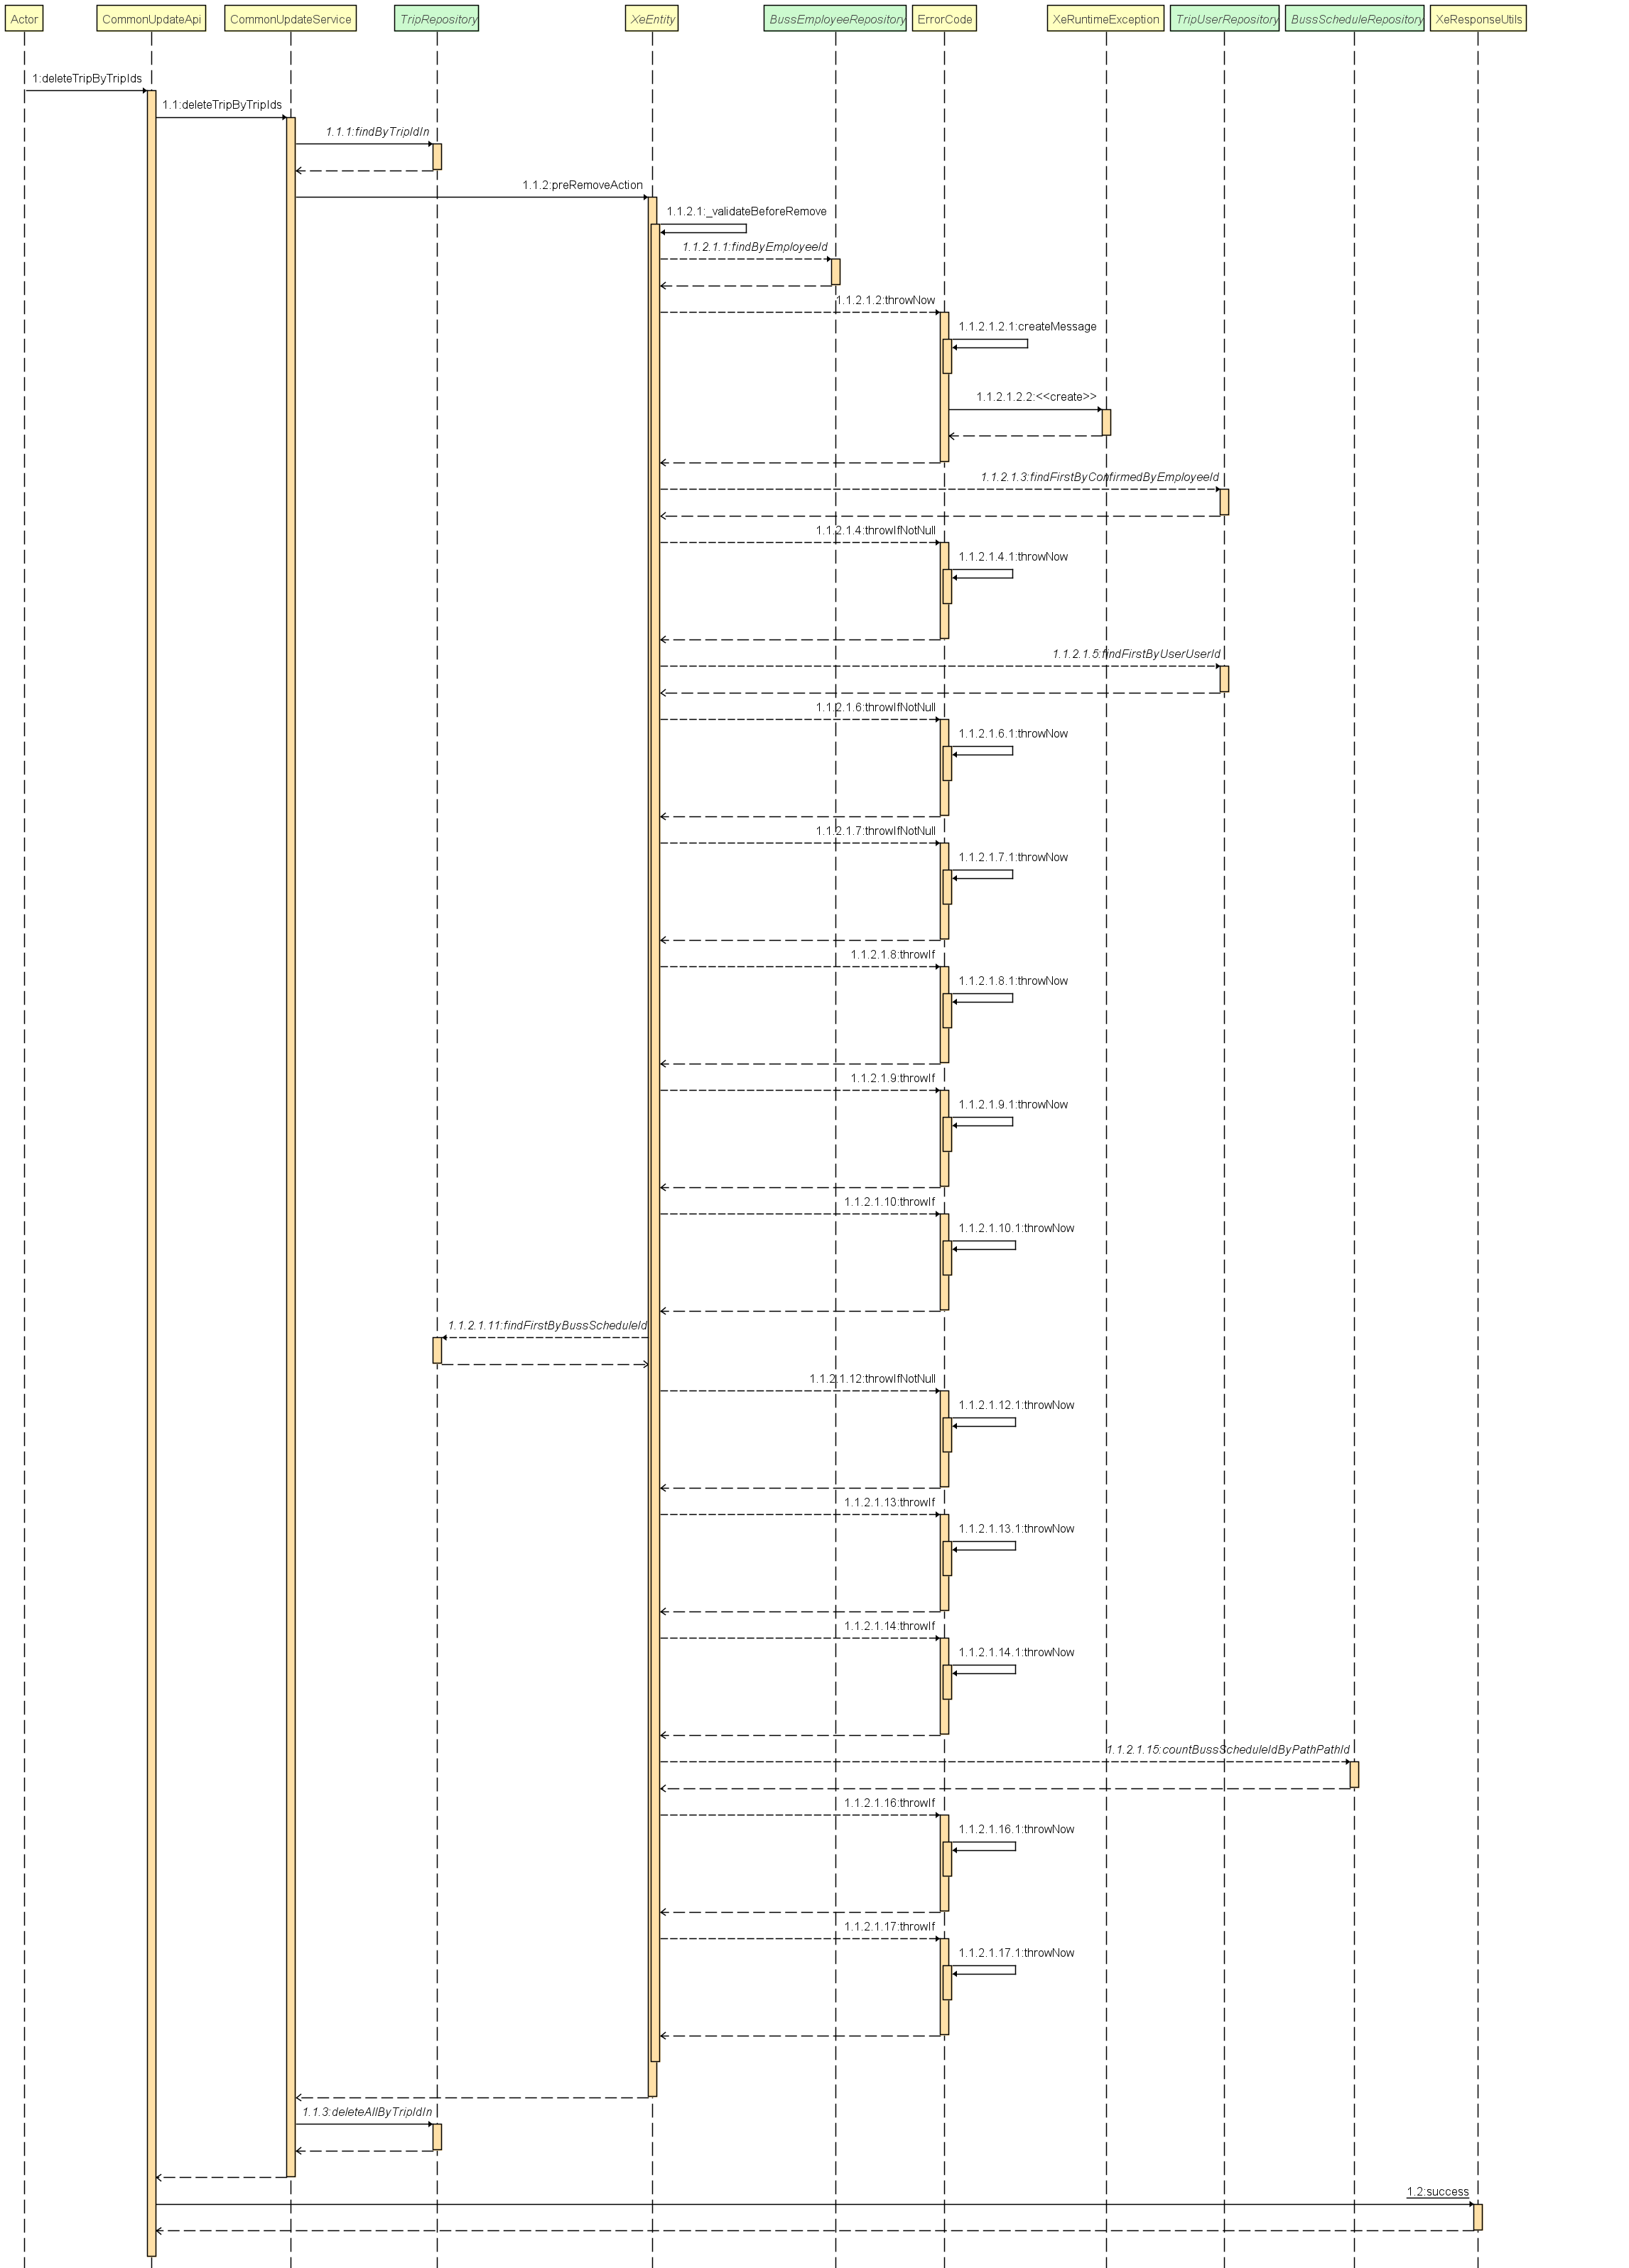 Actor
CommonUpdateApi
CommonUpdateService
TripRepository
XeEntity
BussEmployeeRepository
ErrorCode
XeRuntimeException
TripUserRepository
BussScheduleRepository
XeResponseUtils
1:deleteTripByTripIds
1.1:deleteTripByTripIds
1.1.1:findByTripIdIn
1.1.2:preRemoveAction
1.1.2.1:_validateBeforeRemove
1.1.2.1.1:findByEmployeeId
1.1.2.1.2:throwNow
1.1.2.1.2.1:createMessage
1.1.2.1.2.2:<<create>>
1.1.2.1.3:findFirstByConfirmedByEmployeeId
1.1.2.1.4:throwIfNotNull
1.1.2.1.4.1:throwNow
1.1.2.1.5:findFirstByUserUserId
1.1.2.1.6:throwIfNotNull
1.1.2.1.6.1:throwNow
1.1.2.1.7:throwIfNotNull
1.1.2.1.7.1:throwNow
1.1.2.1.8:throwIf
1.1.2.1.8.1:throwNow
1.1.2.1.9:throwIf
1.1.2.1.9.1:throwNow
1.1.2.1.10:throwIf
1.1.2.1.10.1:throwNow
1.1.2.1.11:findFirstByBussScheduleId
1.1.2.1.12:throwIfNotNull
1.1.2.1.12.1:throwNow
1.1.2.1.13:throwIf
1.1.2.1.13.1:throwNow
1.1.2.1.14:throwIf
1.1.2.1.14.1:throwNow
1.1.2.1.15:countBussScheduleIdByPathPathId
1.1.2.1.16:throwIf
1.1.2.1.16.1:throwNow
1.1.2.1.17:throwIf
1.1.2.1.17.1:throwNow
1.1.3:deleteAllByTripIdIn
1.2:success